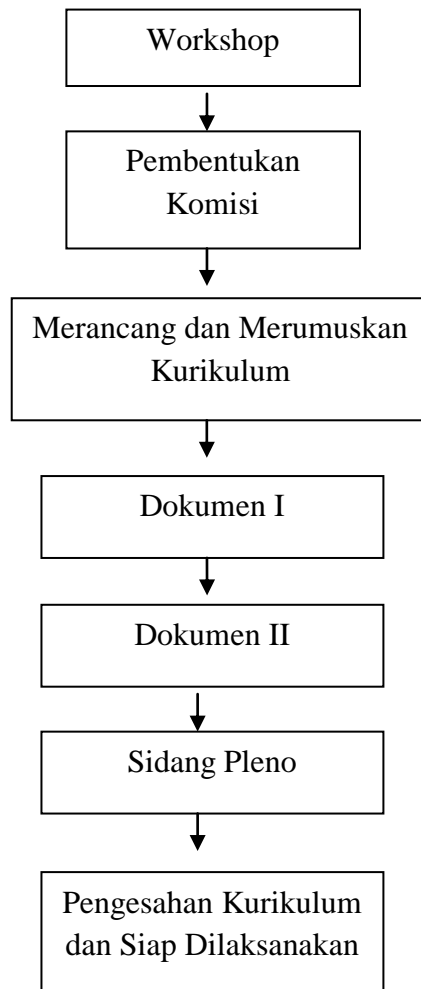 Workshop
Pembentukan
Komisi
Merancang dan Merumuskan
Kurikulum
Dokumen I
Dokumen II
Sidang Pleno
Pengesahan Kurikulum
dan Siap Dilaksanakan